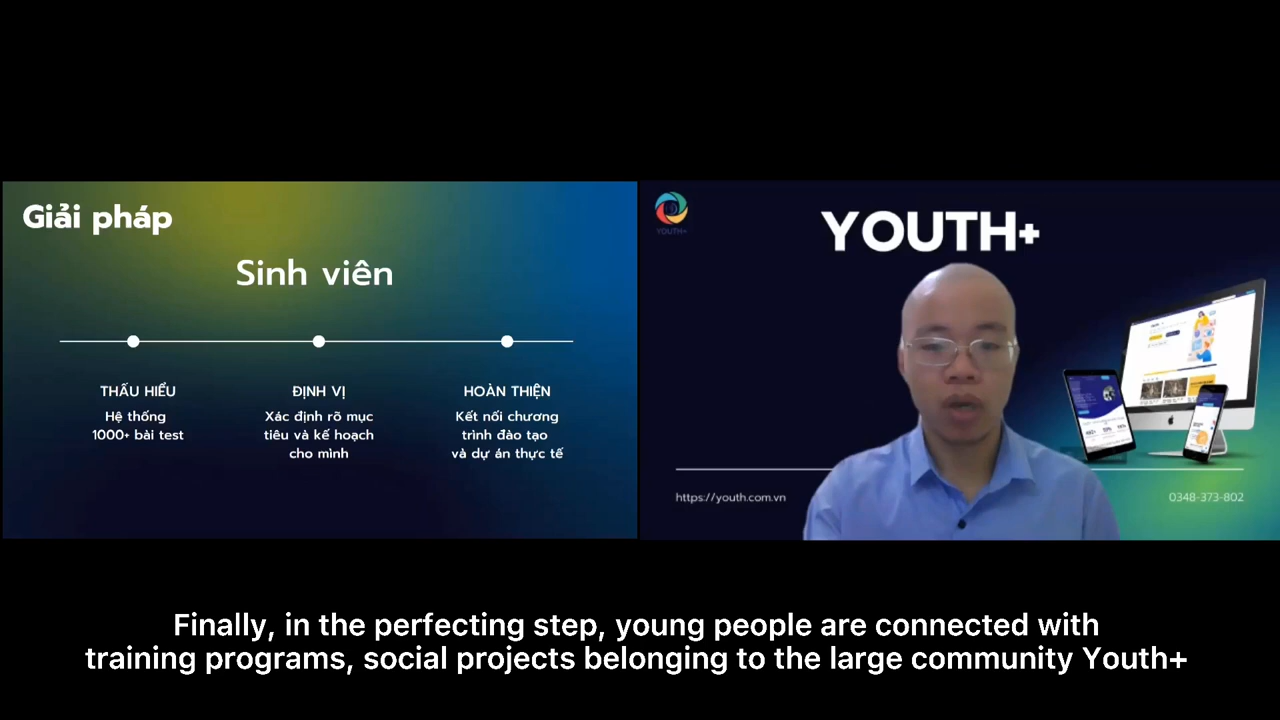 Giải pháp
Sinh viên
THẤU HIỂU
Hệ thống
1000+ bài test
ĐỊNH VỊ
Xác định rõ mục
tiêu và kế hoạch
cho mình
HOÀN THIỆN
Kết nối chương
trình đào tạo
và dự án thực tế
YOUTH+
YOUTH+
https://youth.com.vn
0348-373-802
Finally, in the perfecting step, young people are connected with
training programs, social projects belonging to the large community Youth+